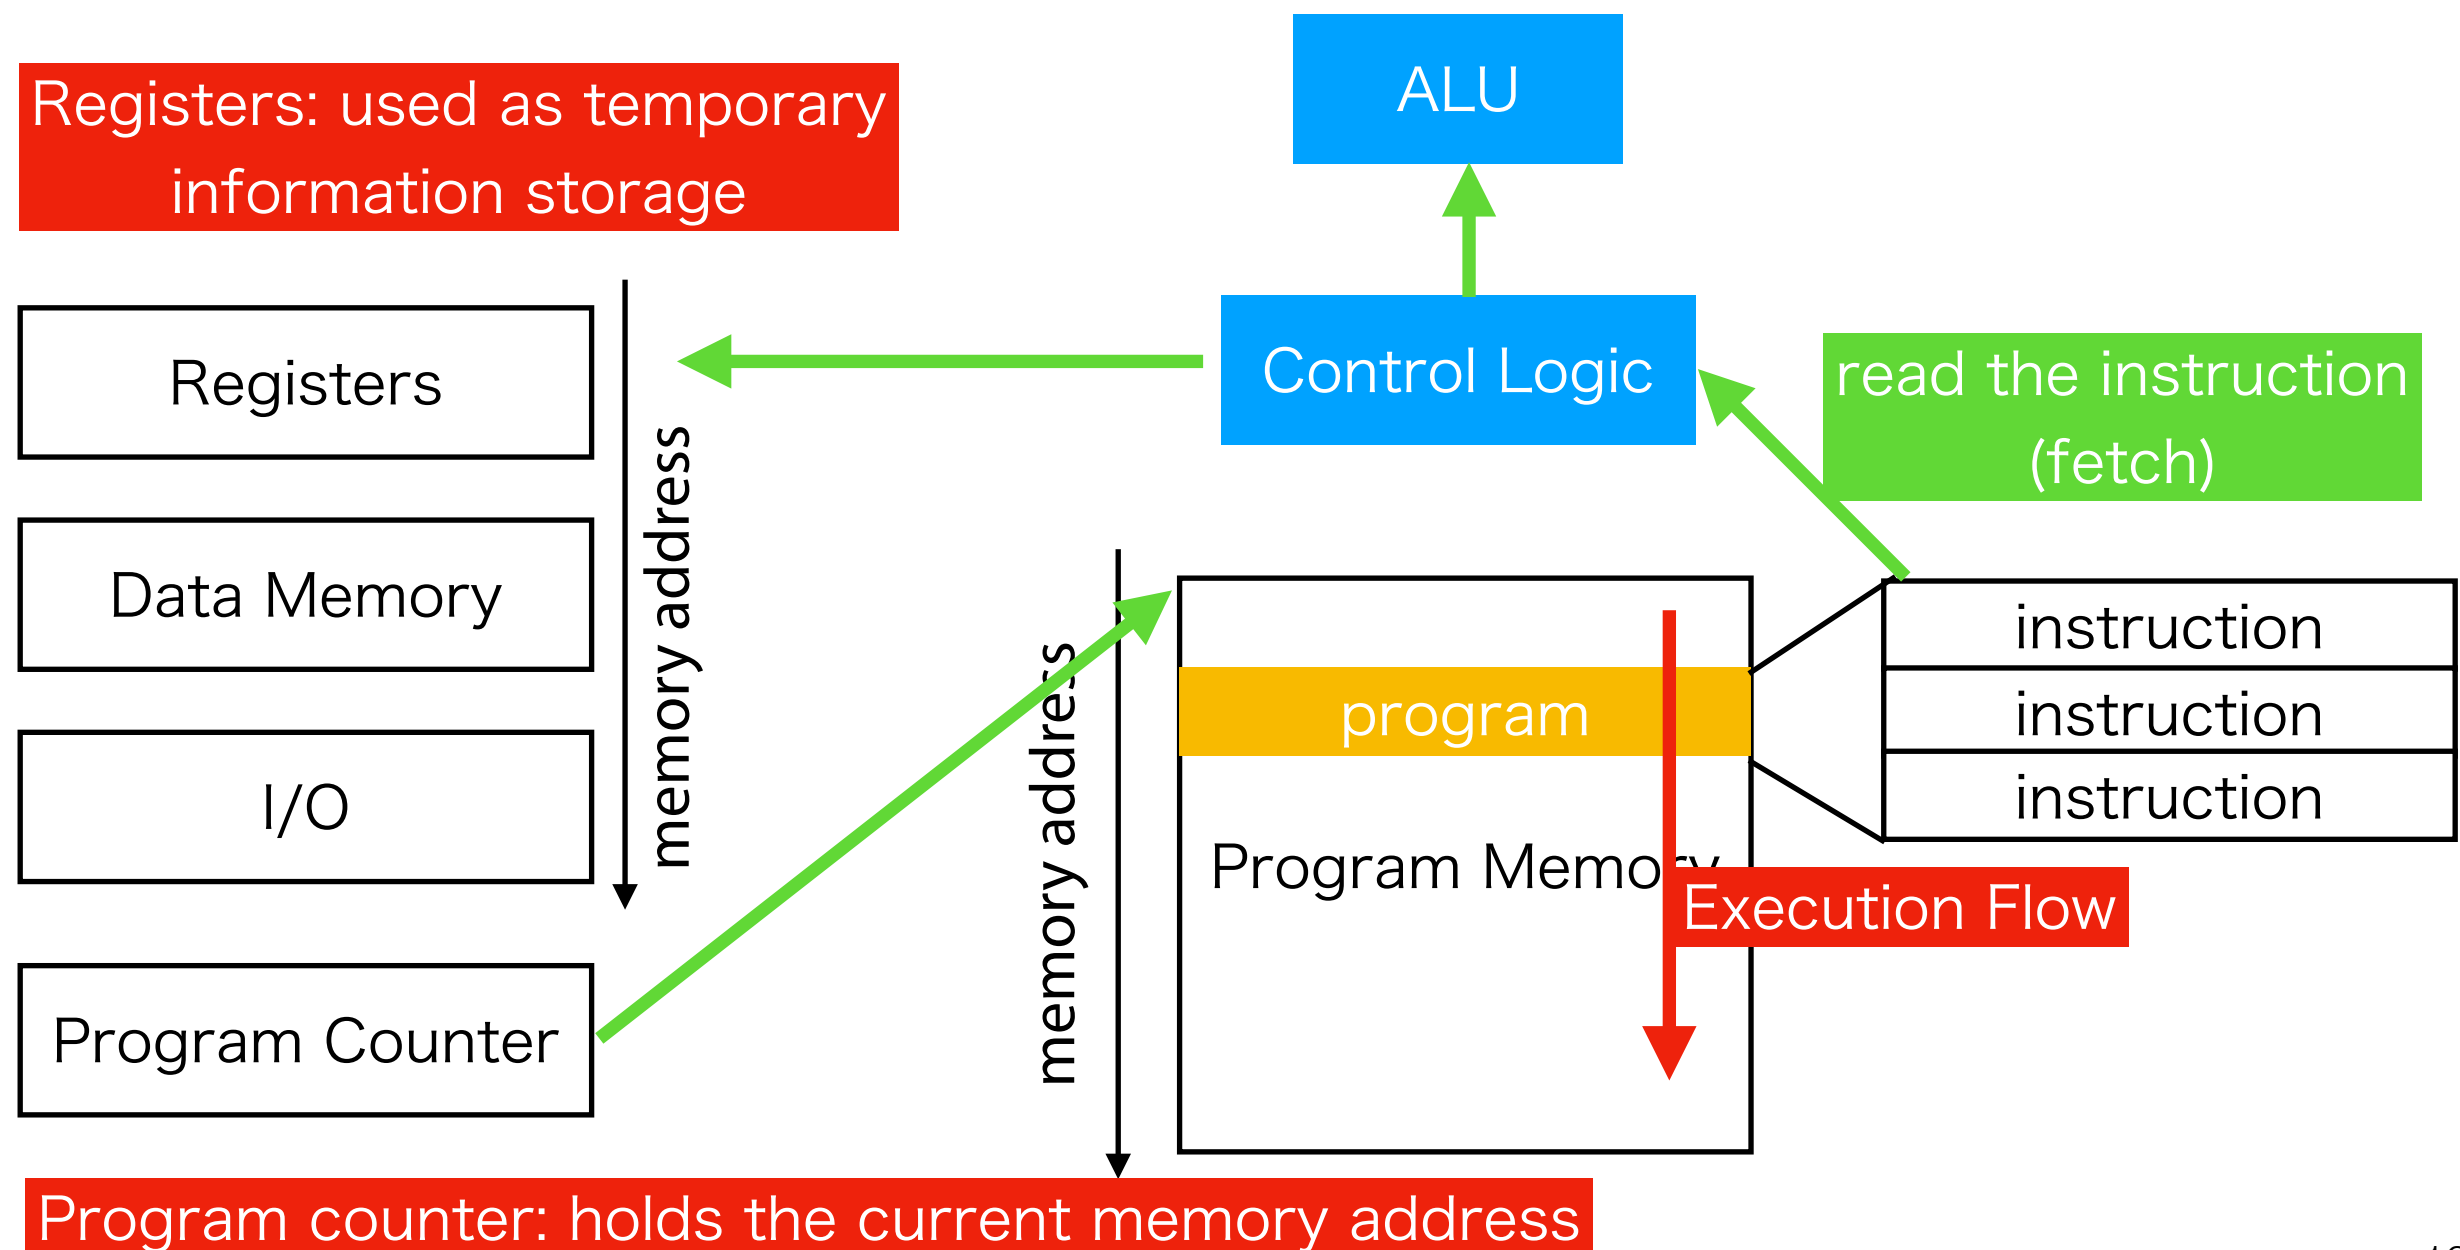 ALU
Registers: used as temporary
information storage
Registers
Control Logic
read the instruction
(fetch)
memory address
Data Memory
memory address
instruction
program
instruction
I/O
instruction
Program Memory
Execution Flow
Program Counter
Program counter: holds the current memory address